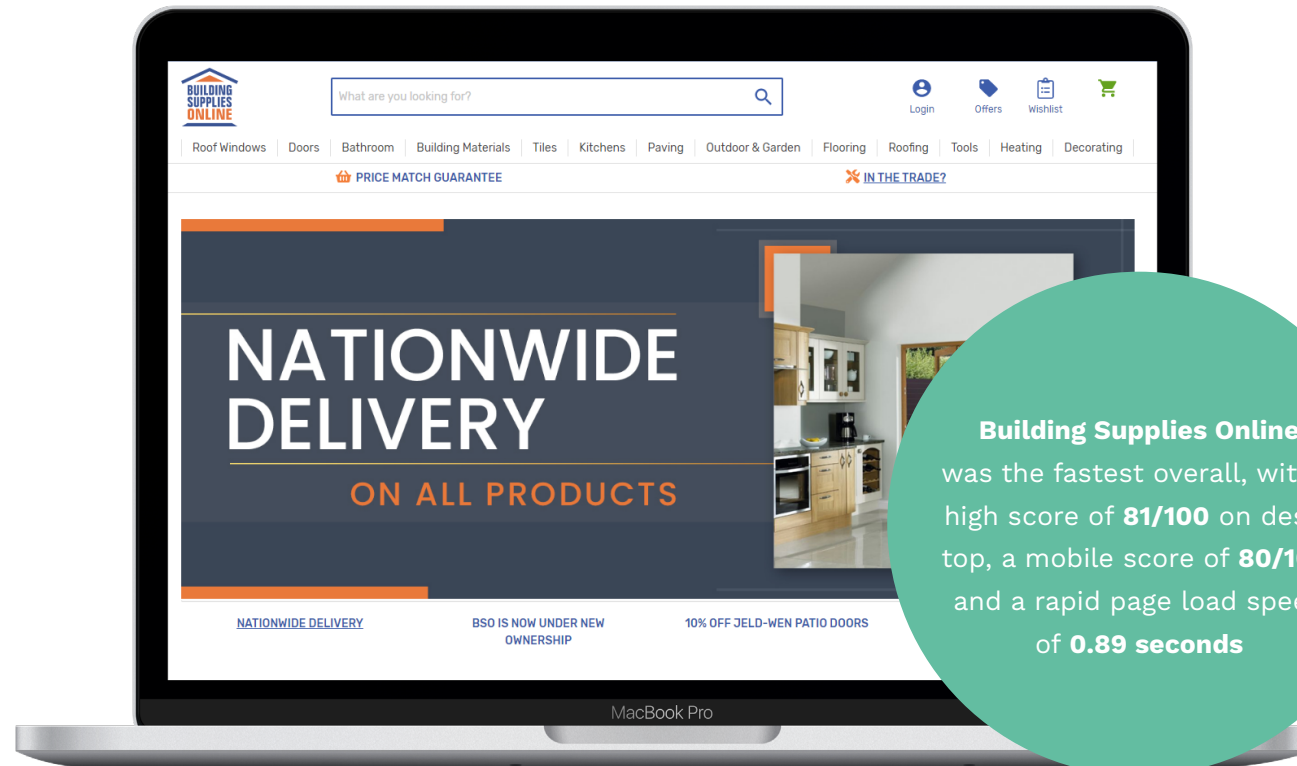 BUILDING
SUPPLIES
ONLINE
What are you looking for?
Login
Offers
Wishlist
Roof Windows Doors Bathroom Building Materials Tiles Kitchens Paving Outdoor & Garden Flooring Roofing Tools Heating Decorating
PRICE MATCH GUARANTEE
IN THE TRADE?
NATIONWIDE
DELIVERY
ON ALL PRODUCTS
NATIONWIDE DELIVERY
BSO IS NOW UNDER NEW
OWNERSHIP
10% OFF JELD-WEN PATIO DOORS
Building Supplies Online
was the fastest overall, wit
high score of 81/100 on des
top, a mobile score of 80/1
and a rapid page load spee
of 0.89 seconds
MacBook Pro